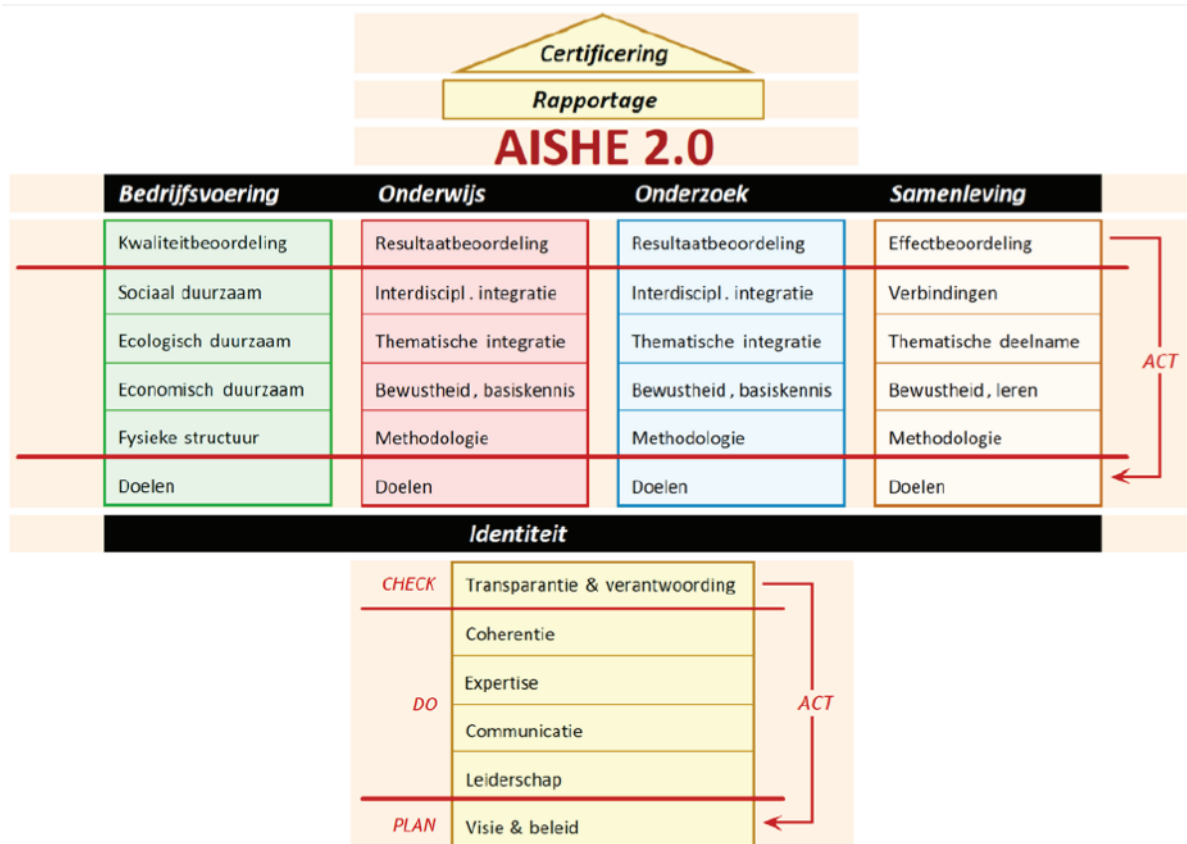 Certificering
Rapportage
AISHE 2.0
Bedrijfsvoering Onderwijs Onderzoek Samenleving
Kwaliteitbeoordeling Resultaatbeoordeling Resultaatbeoordeling Effectbeoordeling
Sociaal duurzaam Interdiscipl. integratie Interdiscipl. integratie Verbindingen
Ecologisch duurzaam Thematische integratie Thematische integratie Thematische deelname
ACT
Economisch duurzaam Bewustheid, basiskennis Bewustheid, basiskennis Bewustheid, leren
Fysieke structuur Methodologie Methodologie Methodologie
Doelen Doelen Doelen Doelen
Identiteit
CHECK Transparantie & verantwoording
Coherentie
Expertise
DO ACT
Communicatie
Leiderschap
PLAN Visie & beleid